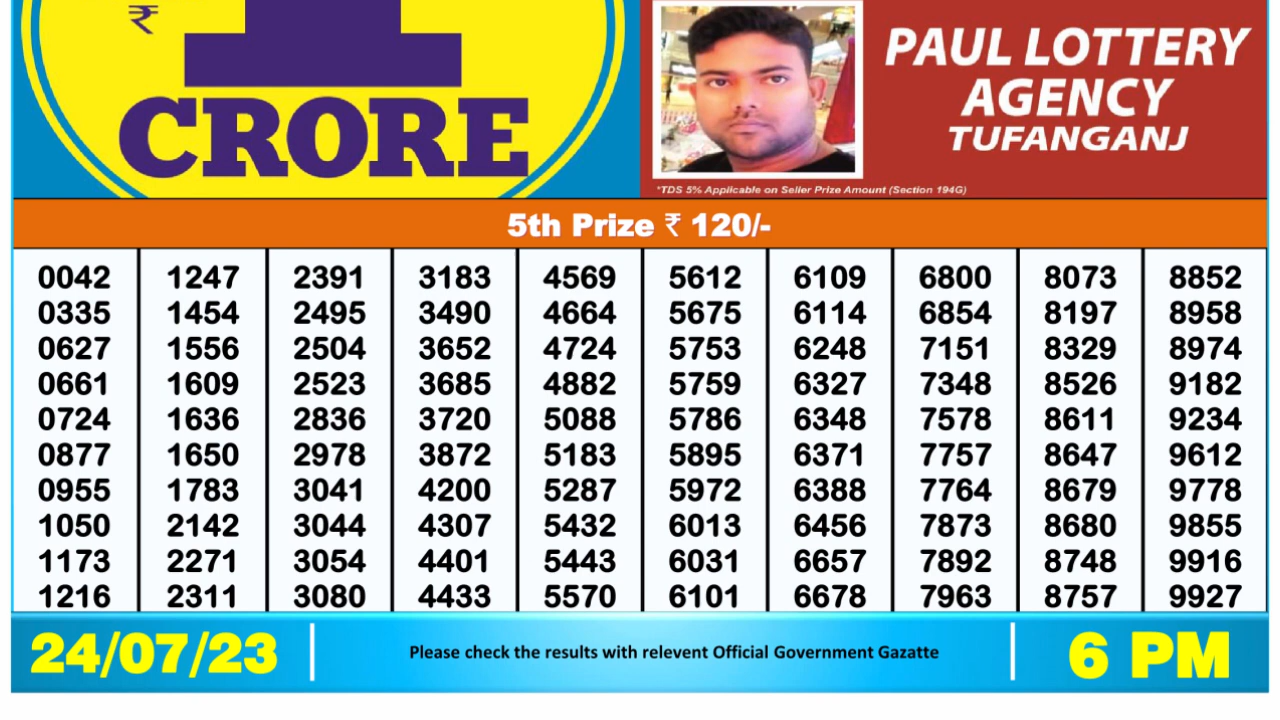 ₹ 1
CRORE
PAUL LOTTERY
AGENCY
TUFANGANJ
*TDS 5% Applicable on Seller Prize Amount (Section 194G)
5th Prize ₹ 120/-
0042 1247 2391 3183 4569 5612 6109 6800 8073 8852
0335 1454 2495 3490 4664 5675 6114 6854 8197 8958
0627 1556 2504 3652 4724 5753 6248 7151 8329 8974
0661 1609 2523 3685 4882 5759 6327 7348 8526 9182
0724 1636 2836 3720 5088 5786 6348 7578 8611 9234
0877 1650 2978 3872 5183 5895 6371 7757 8647 9612
0955 1783 3041 4200 5287 5972 6388 7764 8679 9778
1050 2142 3044 4307 5432 6013 6456 7873 8680 9855
1173 2271 3054 4401 5443 6031 6657 7892 8748 9916
1216 2311 3080 4433 5570 6101 6678 7963 8757 9927
24/07/23
Please check the results with relevent Official Government Gazatte
6 PM